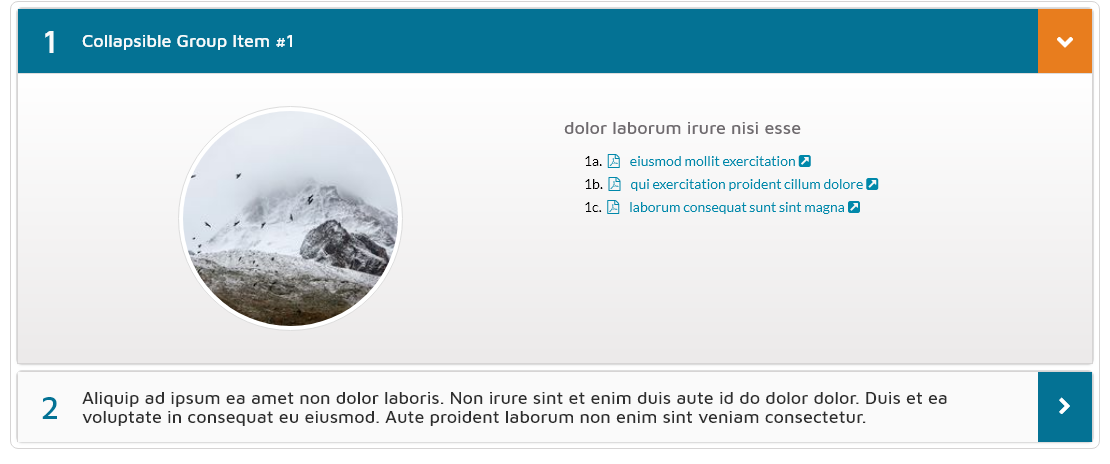 1 Collapsible Group Item #1
dolor laborum irure nisi esse
1a. eiusmod mollit exercitation
1b. qui exercitation proident cillum dolore
1c. laborum consequat sunt sint magna
2 Aliquip ad ipsum ea amet non dolor laboris. Non irure sint et enim duis aute id do dolor dolor. Duis et ea
voluptate in consequat eu eiusmod. Aute proident laborum non enim sint veniam consectetur.